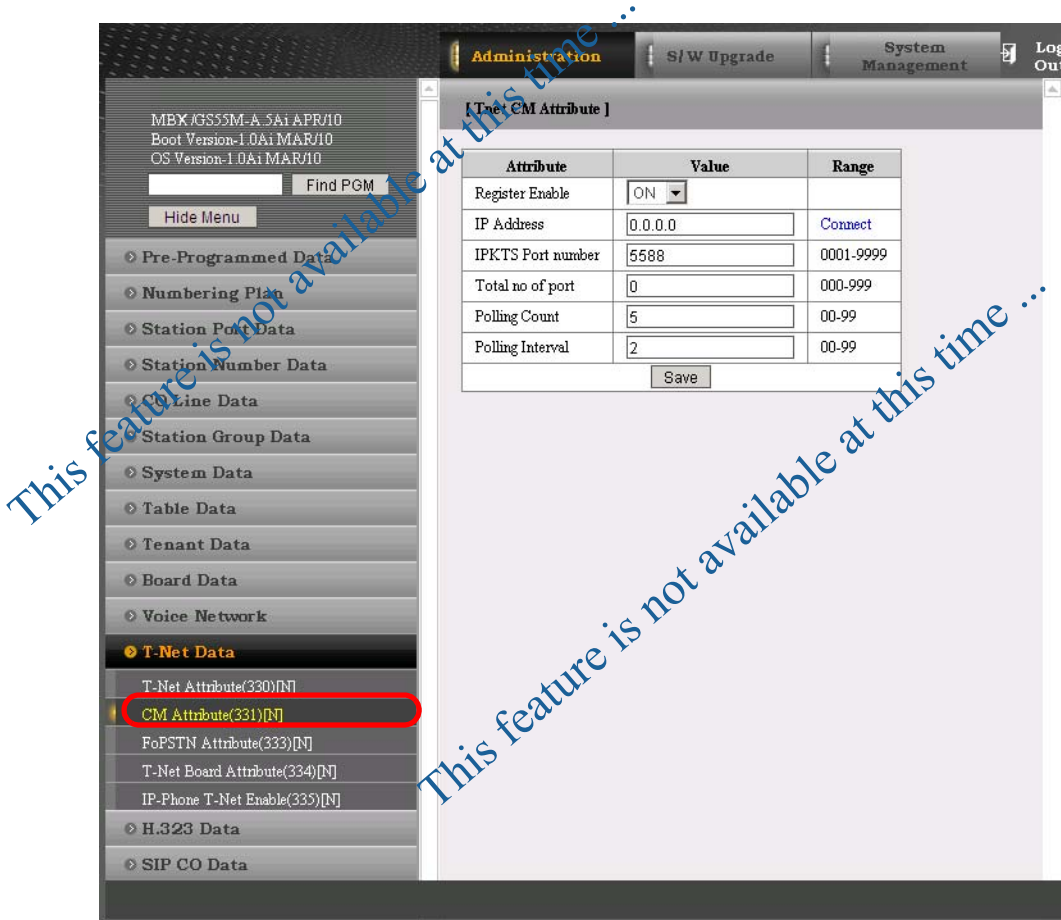 Administration
S/W Upgrade
System Management
Log Out
MBX /GS55M-A.5Ai APR/10
Boot Version-1.0Ai MAR/10
OS Version-1.0Ai MAR/10
Find PGM
Hide Menu
Pre-Programmed Data
Numbering Plan
Station Port Data
Station Number Data
CO Line Data
Station Group Data
System Data
Table Data
Tenant Data
Board Data
Voice Network
T-Net Data
T-Net Attribute(330)[N]
CM Attribute(331)[N]
FoPSTN Attribute(333)[N]
T-Net Board Attribute(334)[N]
IP-Phone T-Net Enable(335)[N]
H.323 Data
SIP CO Data
[ Tnet CM Attribute ]
Attribute Value Range
Register Enable ON
IP Address 0.0.0.0 Connect
IPKTS Port number 5588 0001-9999
Total no of port 0 000-999
Polling Count 5 00-99
Polling Interval 2 00-99
Save
This feature is not available at this time ...
This feature is not available at this time ...